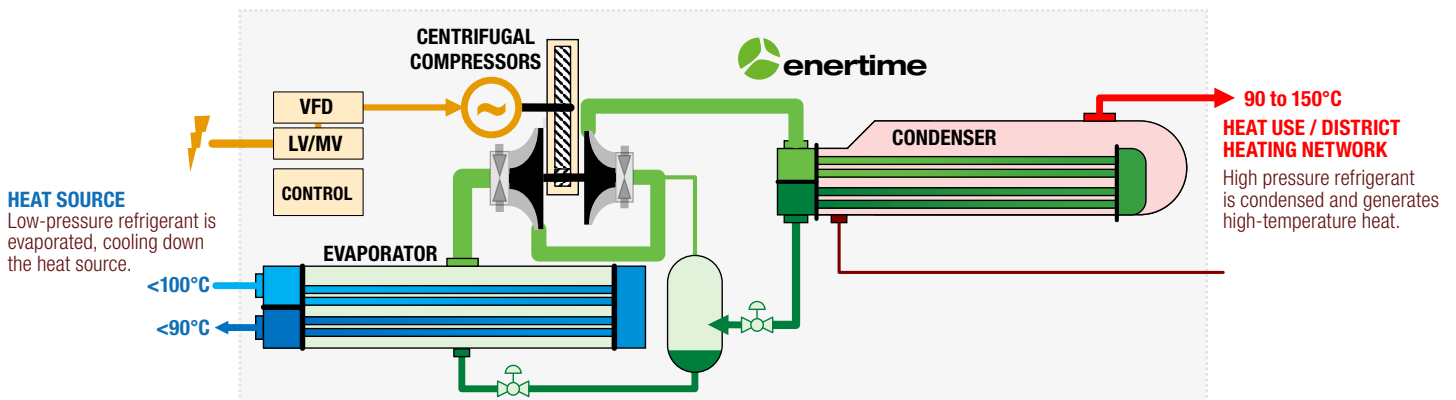 CENTRIFUGAL
COMPRESSORS
enertime
VFD
LV/MV
CONTROL
90 to 150°C
HEAT USE / DISTRICT
HEATING NETWORK
High pressure refrigerant
is condensed and generates
high-temperature heat.
CONDENSER
HEAT SOURCE
Low-pressure refrigerant is
evaporated, cooling down
the heat source.
EVAPORATOR
<100°C
<90°C